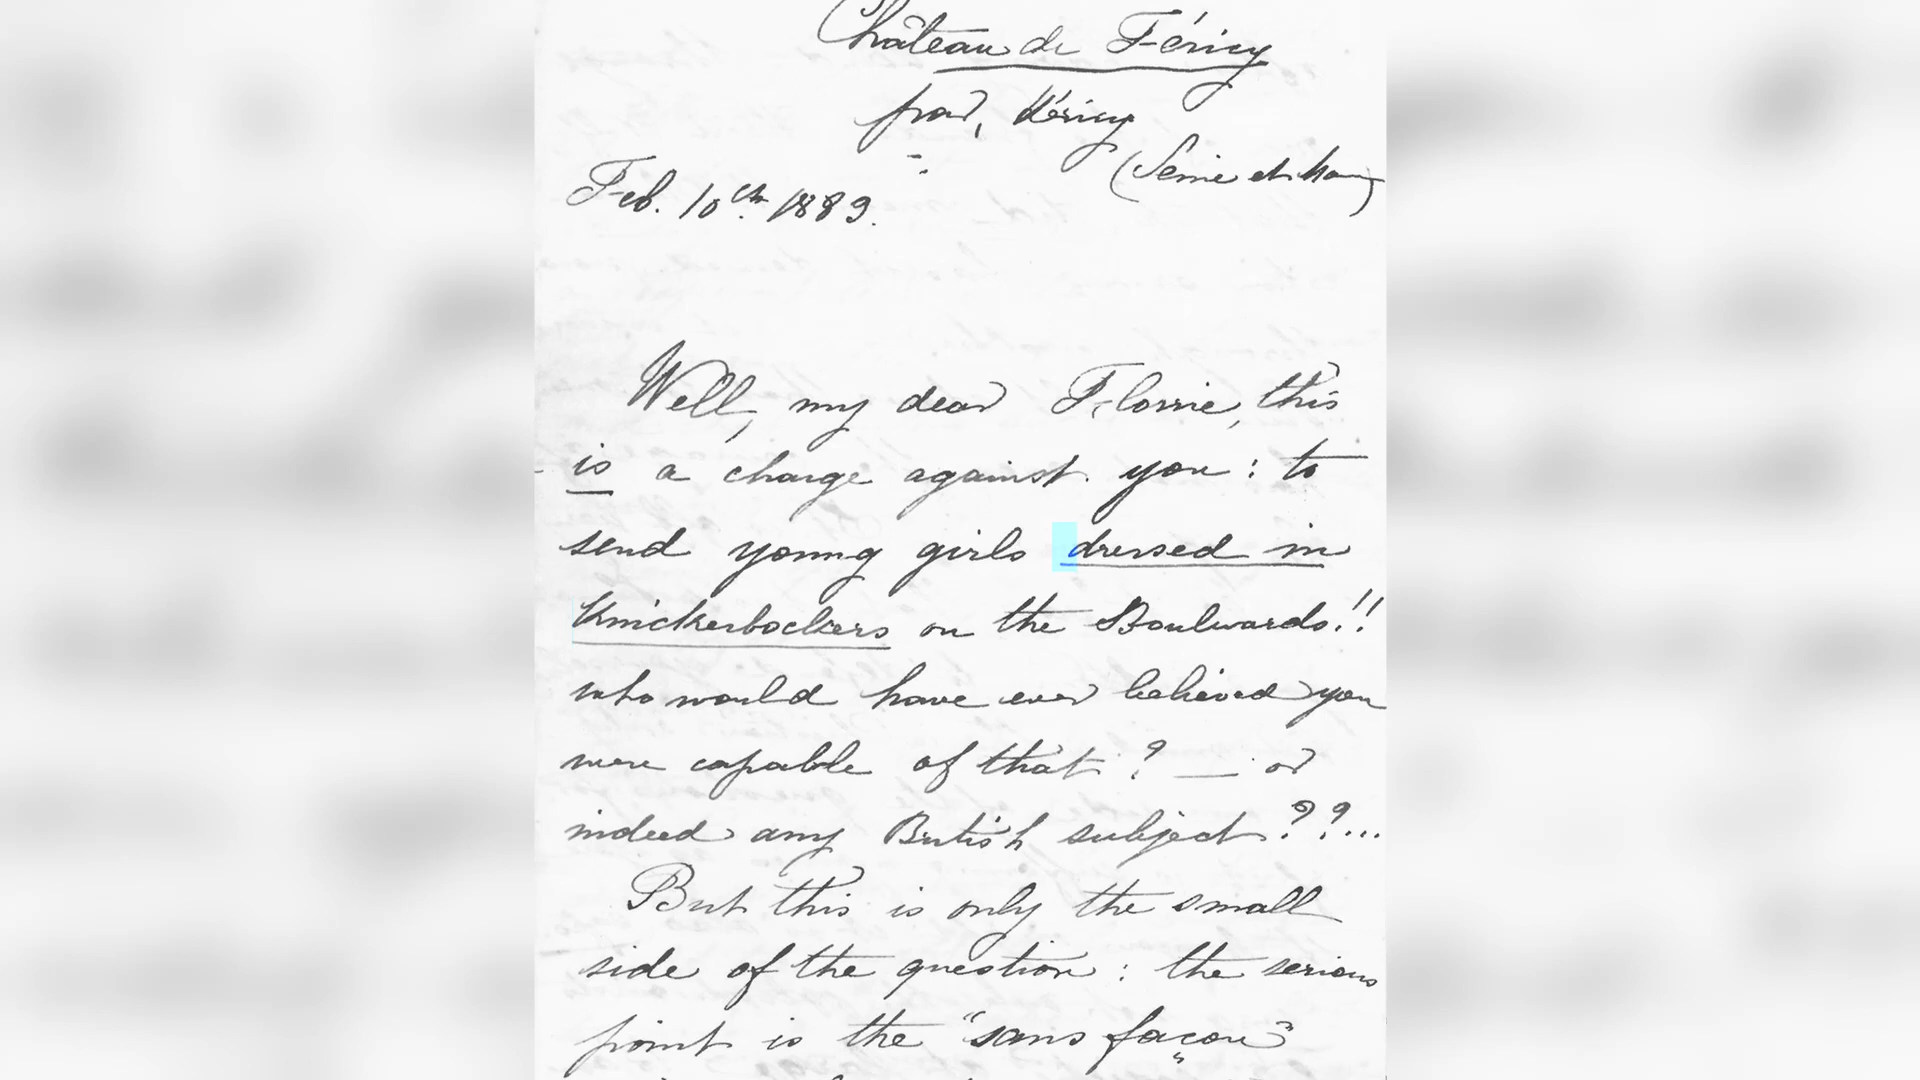 Château de Féricy
par, Héricy
(Seine et
Feb. 10th 1889.
Well, my dear Florrie, this
is a charge against you : to
send young girls dressed in
Knickerbockers on the Boulwards!!
who would have ever believed you
were capable of that ? — or
indeed any British subject ??...
But this is only the small
side of the question : the serious
point is the "sans façon"